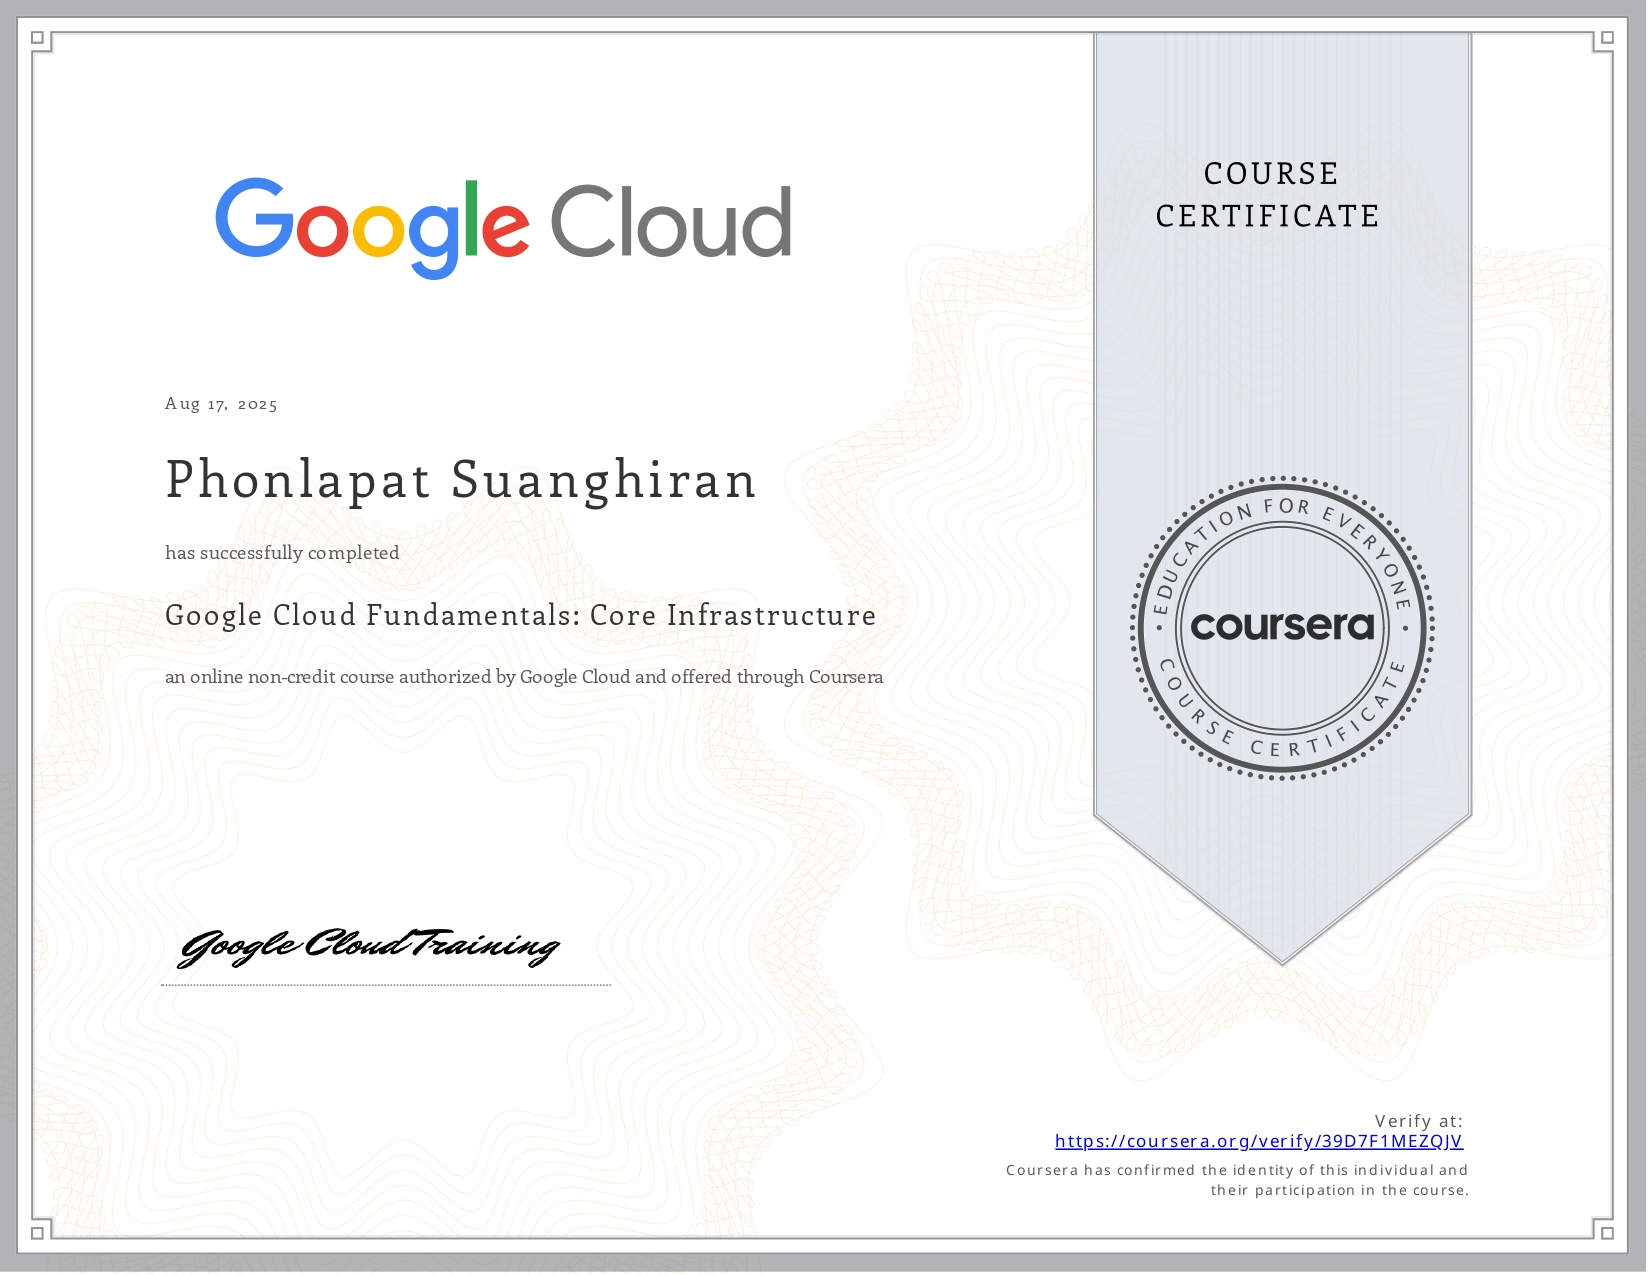 Google Cloud
COURSE
CERTIFICATE
Aug 17, 2025
Phonlapat Suanghiran
has successfully completed
Google Cloud Fundamentals: Core Infrastructure
an online non-credit course authorized by Google Cloud and offered through Coursera
EDUCATION FOR EVERYONE
coursera
COURSE CERTIFICATE
Google Cloud Training
Verify at:
https://coursera.org/verify/39D7F1MEZQJV
Coursera has confirmed the identity of this individual and
their participation in the course.